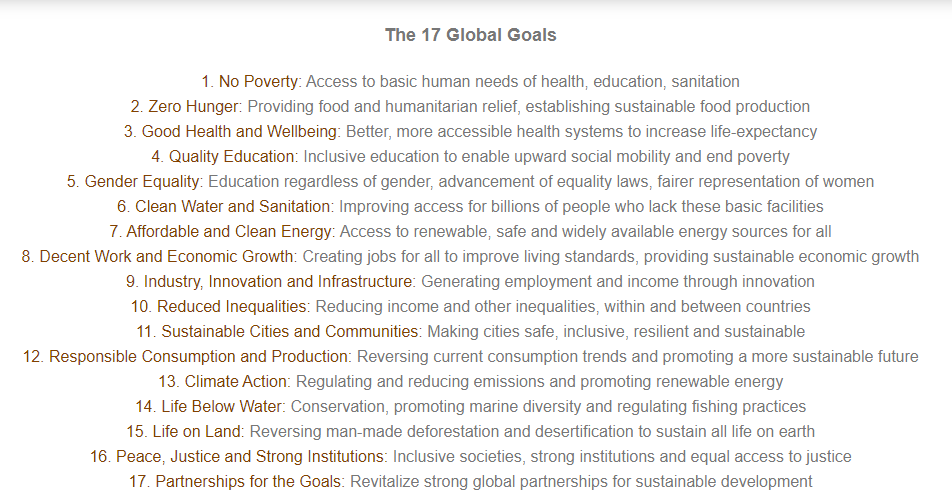 The 17 Global Goals
1. No Poverty: Access to basic human needs of health, education, sanitation
2. Zero Hunger: Providing food and humanitarian relief, establishing sustainable food production
3. Good Health and Wellbeing: Better, more accessible health systems to increase life-expectancy
4. Quality Education: Inclusive education to enable upward social mobility and end poverty
5. Gender Equality: Education regardless of gender, advancement of equality laws, fairer representation of women
6. Clean Water and Sanitation: Improving access for billions of people who lack these basic facilities
7. Affordable and Clean Energy: Access to renewable, safe and widely available energy sources for all
8. Decent Work and Economic Growth: Creating jobs for all to improve living standards, providing sustainable economic growth
9. Industry, Innovation and Infrastructure: Generating employment and income through innovation
10. Reduced Inequalities: Reducing income and other inequalities, within and between countries
11. Sustainable Cities and Communities: Making cities safe, inclusive, resilient and sustainable
12. Responsible Consumption and Production: Reversing current consumption trends and promoting a more sustainable future
13. Climate Action: Regulating and reducing emissions and promoting renewable energy
14. Life Below Water: Conservation, promoting marine diversity and regulating fishing practices
15. Life on Land: Reversing man-made deforestation and desertification to sustain all life on earth
16. Peace, Justice and Strong Institutions: Inclusive societies, strong institutions and equal access to justice
17. Partnerships for the Goals: Revitalize strong global partnerships for sustainable development